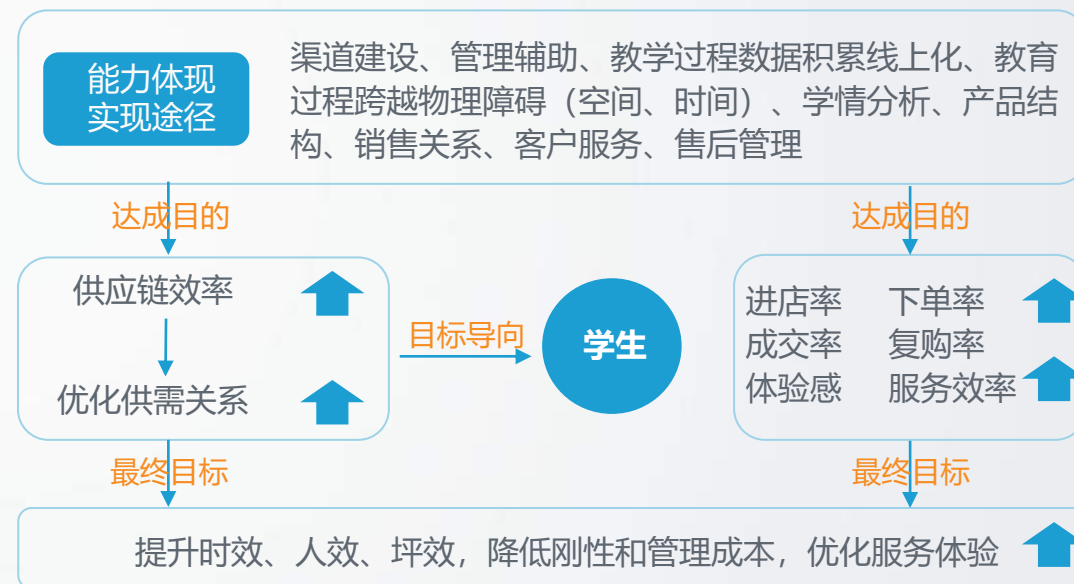 能力体现
实现途径
渠道建设、管理辅助、教学过程数据积累线上化、教育
过程跨越物理障碍（空间、时间）、学情分析、产品结
构、销售关系、客户服务、售后管理
达成目的
达成目的
供应链效率
优化供需关系
目标导向
学生
进店率 下单率
成交率 复购率
体验感 服务效率
最终目标
最终目标
提升时效、人效、坪效，降低刚性和管理成本，优化服务体验